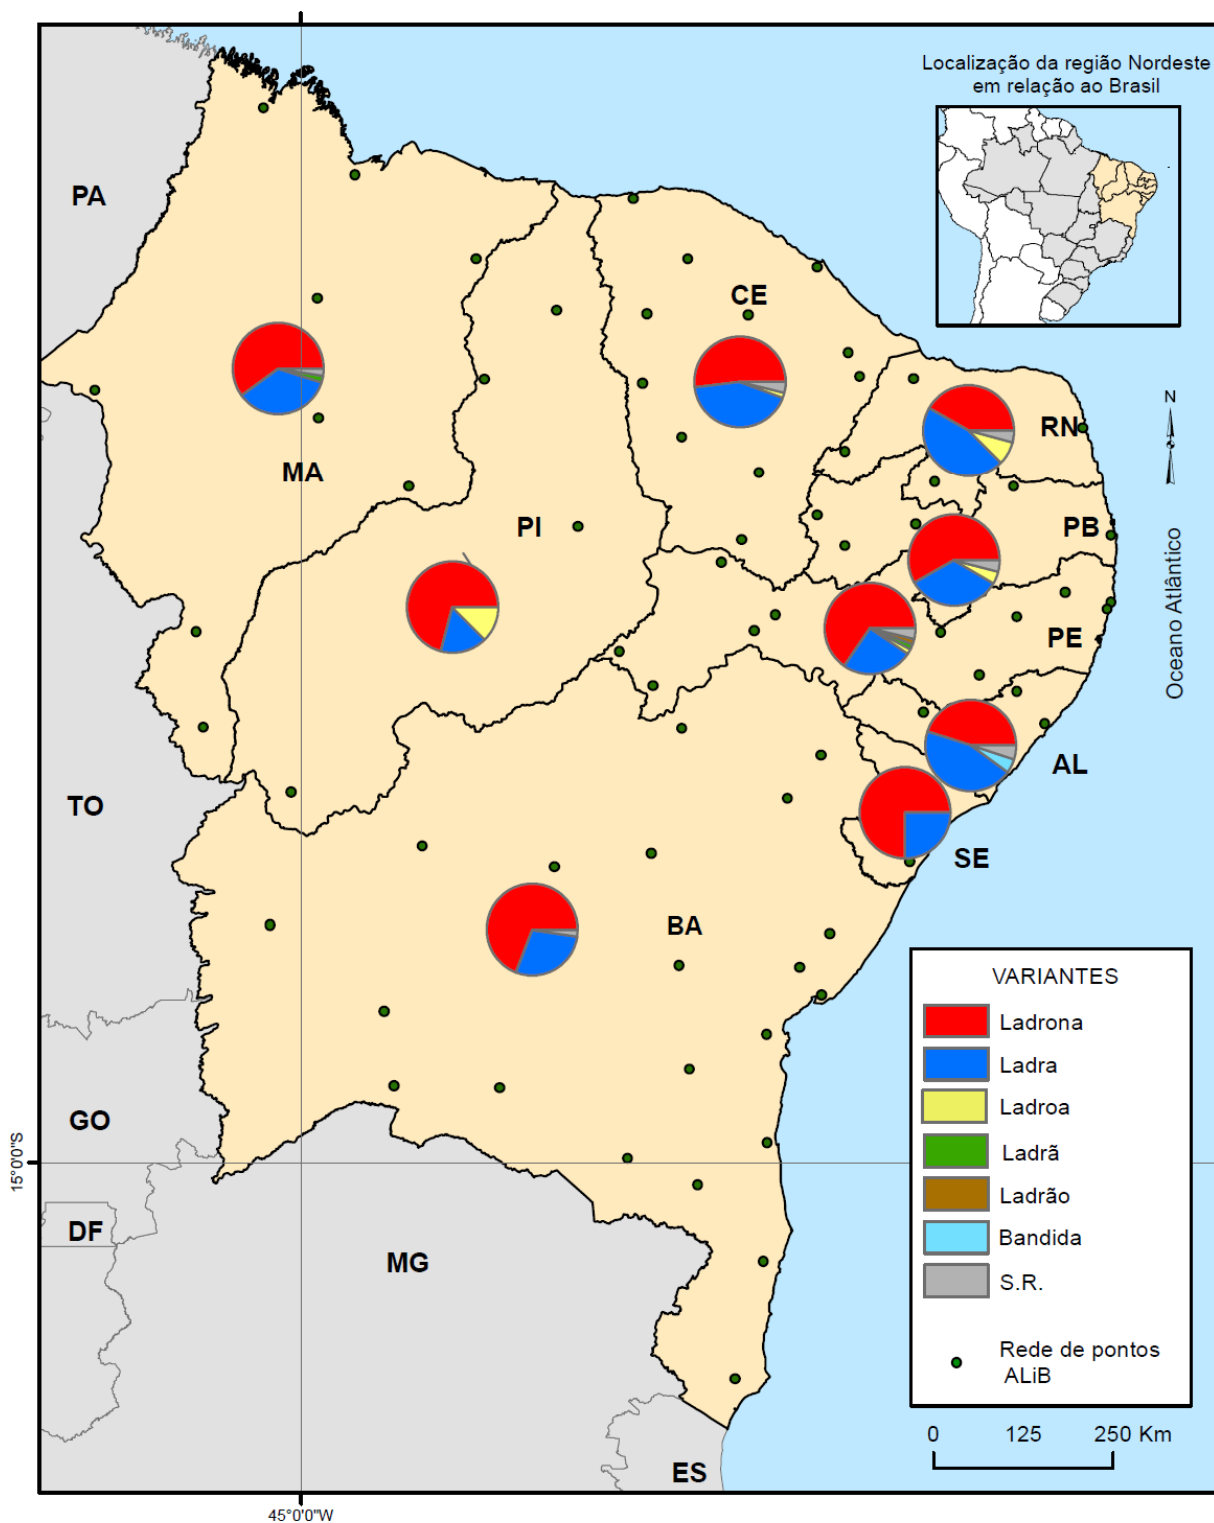 Localização da região Nordeste
em relação ao Brasil
PA
CE
N
RN
MA
PI
PB
Oceano Atlântico
PE
AL
TO
SE
BA
VARIANTES
Ladrona
Ladra
Ladroa
Ladrã
Ladrão
Bandida
S.R.
Rede de pontos
ALiB
GO
15°0'0"S
DF
MG
0 125 250 Km
ES
45°0'0"W